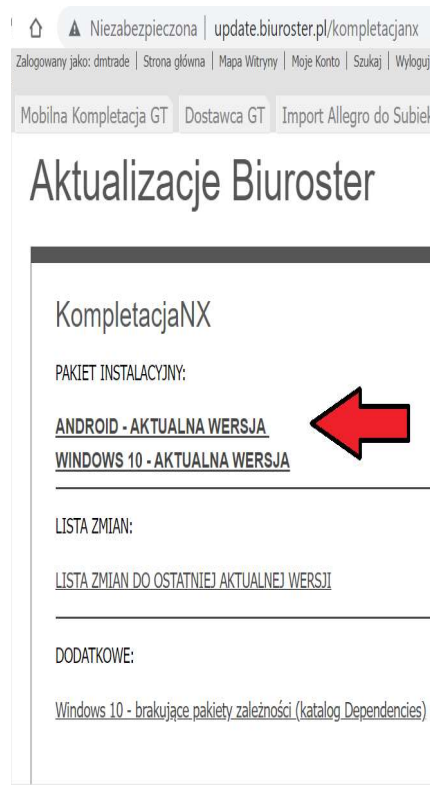 Niezabezpieczona | update.biuroster.pl/kompletacjanx
Zalogowany jako: dmtrade | Strona główna | Mapa Witryny | Moje Konto | Szukaj | Wyloguj
Mobilna Kompletacja GT Dostawca GT Import Allegro do Subiek
Aktualizacje Biuroster
KompletacjaNX
PAKIET INSTALACYJNY:
ANDROID - AKTUALNA WERSJA
WINDOWS 10 - AKTUALNA WERSJA
LISTA ZMIAN:
LISTA ZMIAN DO OSTATNIEJ AKTUALNEJ WERSJI
DODATKOWE:
Windows 10 - brakujące pakiety zależności (katalog Dependencies)